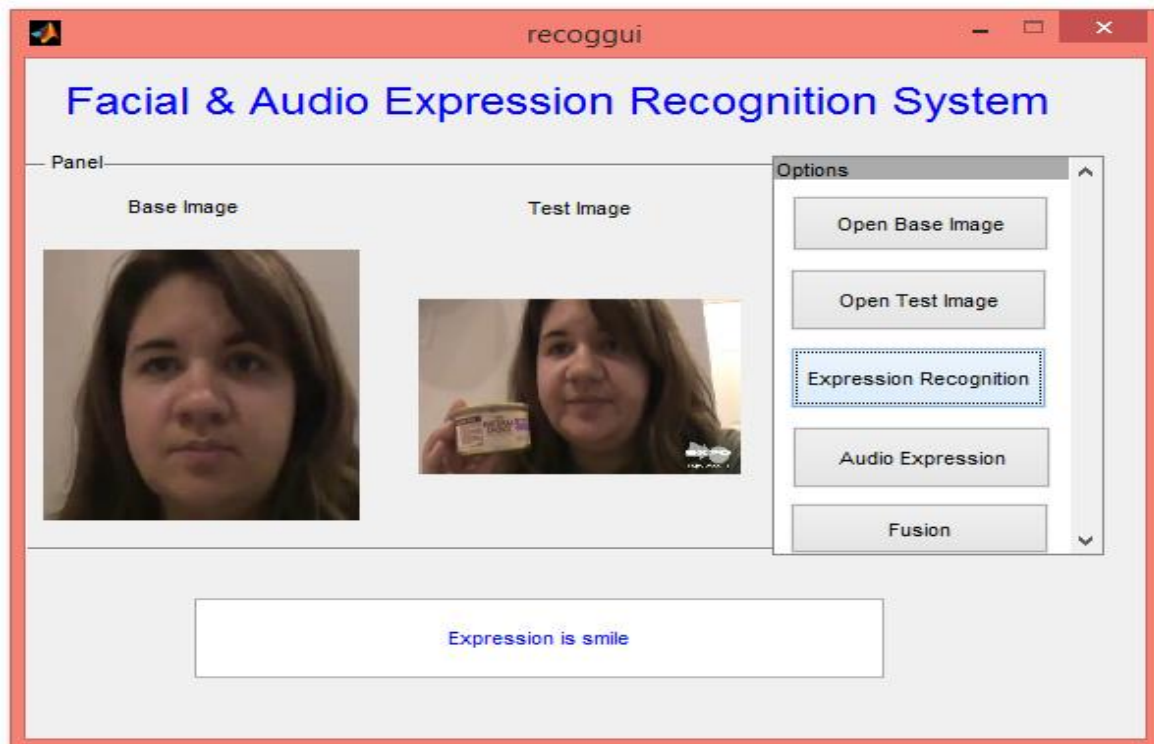 recoggui
Facial & Audio Expression Recognition System
Panel
Base Image
Test Image
Options
Open Base Image
Open Test Image
Expression Recognition
Audio Expression
Fusion
Expression is smile